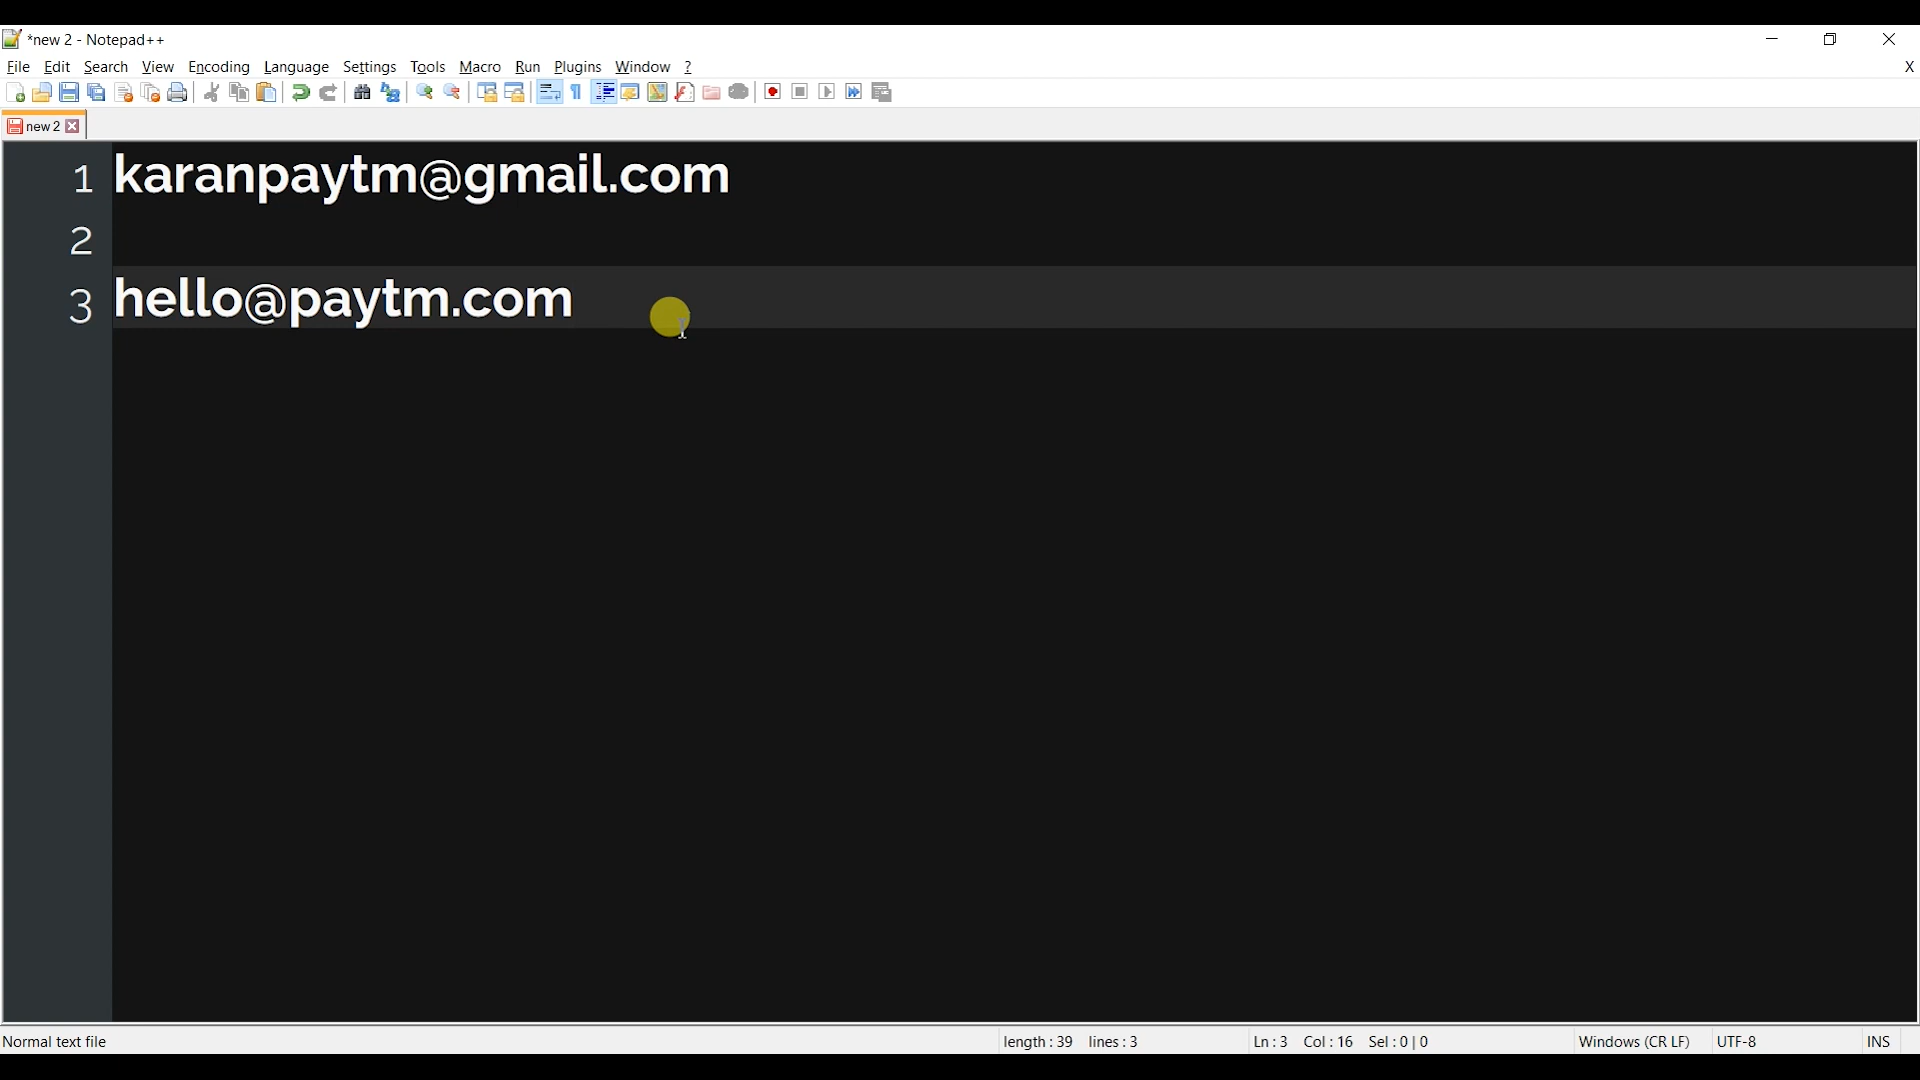 *new 2 - Notepad++
File Edit Search View Encoding Language Settings Tools Macro Run Plugins Window ? X
new 2
1 karanpaytm@gmail.com
2
3 hello@paytm.com
Normal text file length : 39 lines : 3 Ln : 3 Col : 16 Sel : 0 | 0 Windows (CR LF) UTF-8 INS